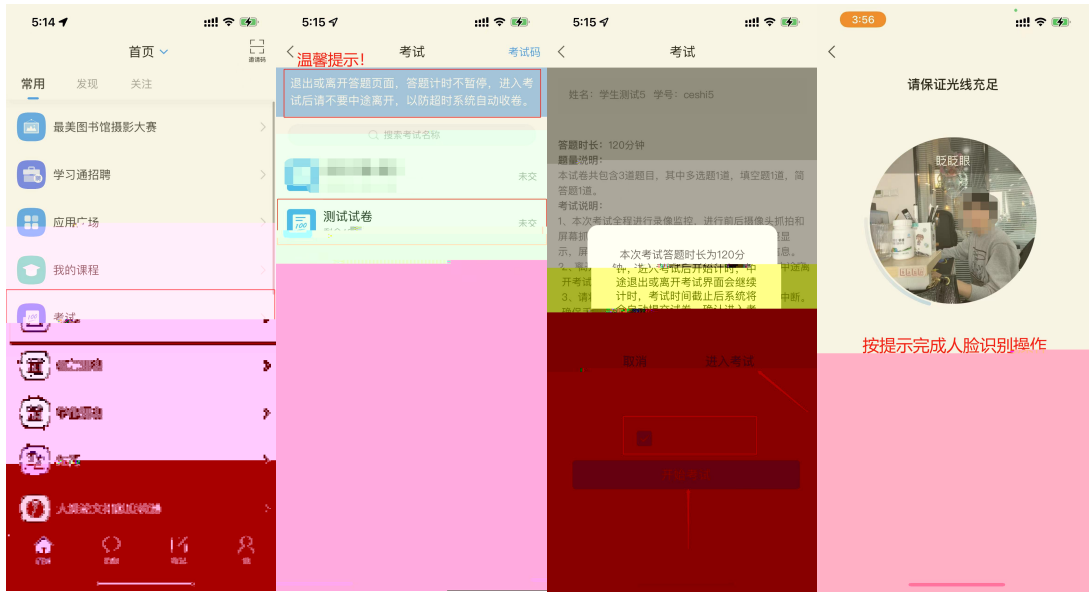 5:14
首页
邀请码
常用 发现 关注
最美图书馆摄影大赛
学习通招聘
应用广场
我的课程
考试
5:15
考试
考试码
温馨提示!
退出或离开答题页面，答题计时不暂停，进入考
试后请不要中途离开，以防超时系统自动收卷。
搜索考试名称
未交
测试试卷
未交
5:15
考试
姓名：学生测试5 学号：ceshi5
答题时长：120分钟
题量说明：
本试卷共包含3道题目，其中多选题1道，填空题1道，简
答题1道。
考试说明：
1、本次考试全程进行录像监控，进行前后摄像头抓拍和
屏幕抓
本次考试答题时长为120分
钟，进入考试后开始计时，中
途退出或离开考试界面会继续
计时，考试时间截止后系统将
取消 进入考试
开始考试
3:56
请保证光线充足
眨眨眼
按提示完成人脸识别操作